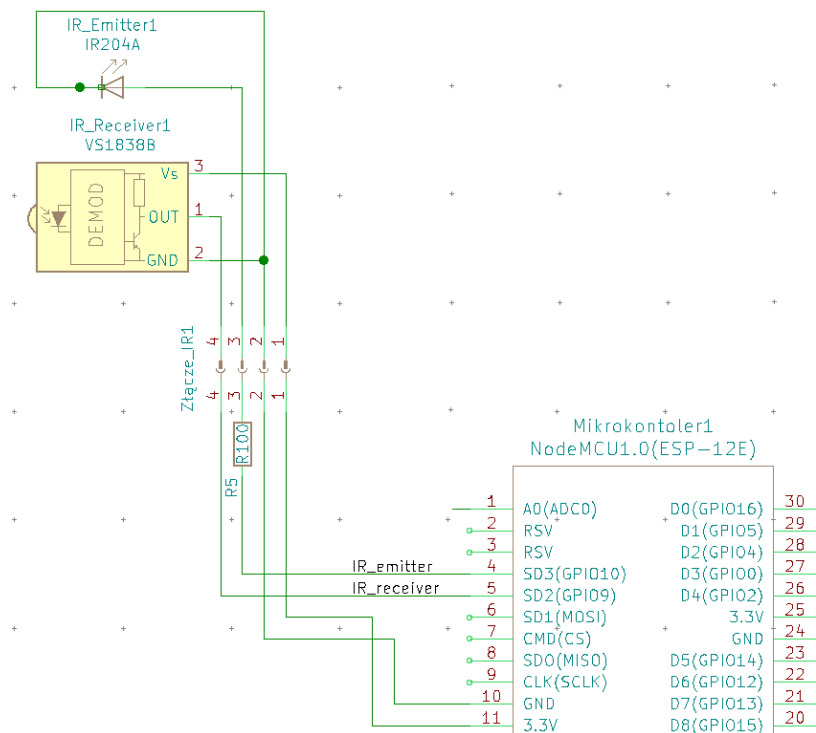 IR_Emitter1
IR204A
IR_Receiver1
VS1838B
DEMOD
Vs 3
OUT 1
GND 2
Złącze_IR1
4 3 2 1
4 3 2 1
R100
R5
Mikrokontoler1
NodeMCU1.0(ESP-12E)
1 A0(ADC0) D0(GPIO16) 30
2 RSV D1(GPIO5) 29
3 RSV D2(GPIO4) 28
IR_emitter 4 SD3(GPIO10) D3(GPIO0) 27
IR_receiver 5 SD2(GPIO9) D4(GPIO2) 26
6 SD1(MOSI) 3.3V 25
7 CMD(CS) GND 24
8 SDO(MISO) D5(GPIO14) 23
9 CLK(SCLK) D6(GPIO12) 22
10 GND D7(GPIO13) 21
11 3.3V D8(GPIO15) 20